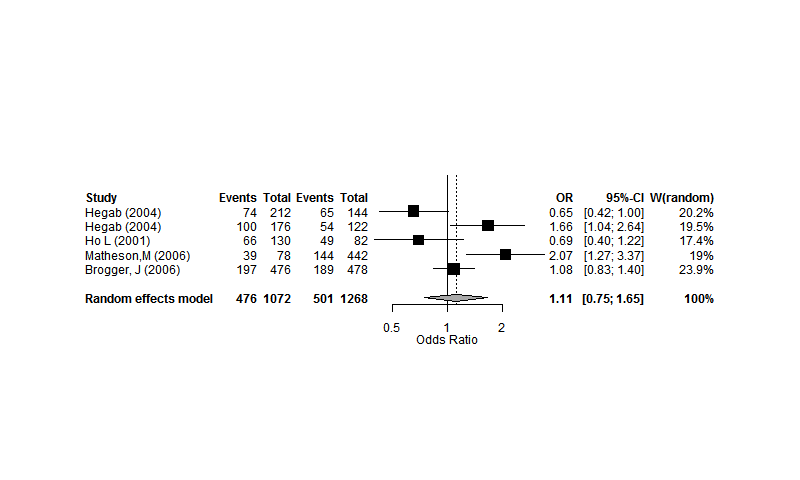 Study Events Total Events Total OR 95%-CI W(random)
Hegab (2004) 74 212 65 144 0.65 [0.42; 1.00] 20.2%
Hegab (2004) 100 176 54 122 1.66 [1.04; 2.64] 19.5%
Ho L (2001) 66 130 49 82 0.69 [0.40; 1.22] 17.4%
Matheson,M (2006) 39 78 144 442 2.07 [1.27; 3.37] 19%
Brogger, J (2006) 197 476 189 478 1.08 [0.83; 1.40] 23.9%
Random effects model 476 1072 501 1268 1.11 [0.75; 1.65] 100%
0.5 1 2
Odds Ratio